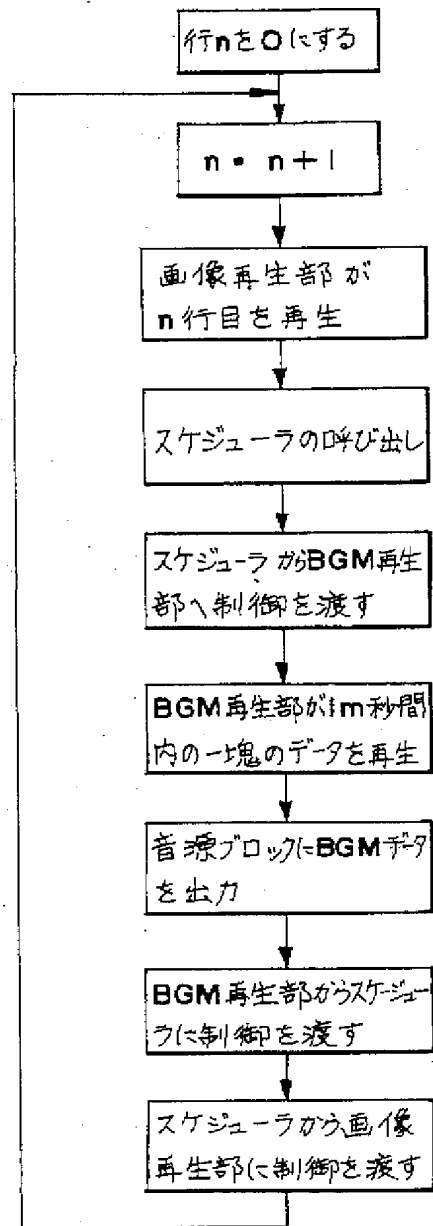 行nを0にする
n = n+1
画像再生部が
n行目を再生
スケジューラの呼び出し
スケジューラからBGM再生
部へ制御を渡す
BGM再生部が1m秒間
内の一塊のデータを再生
音源ブロックにBGMデータ
を出力
BGM再生部からスケジュー
ラに制御を渡す
スケジューラから画像
再生部に制御を渡す